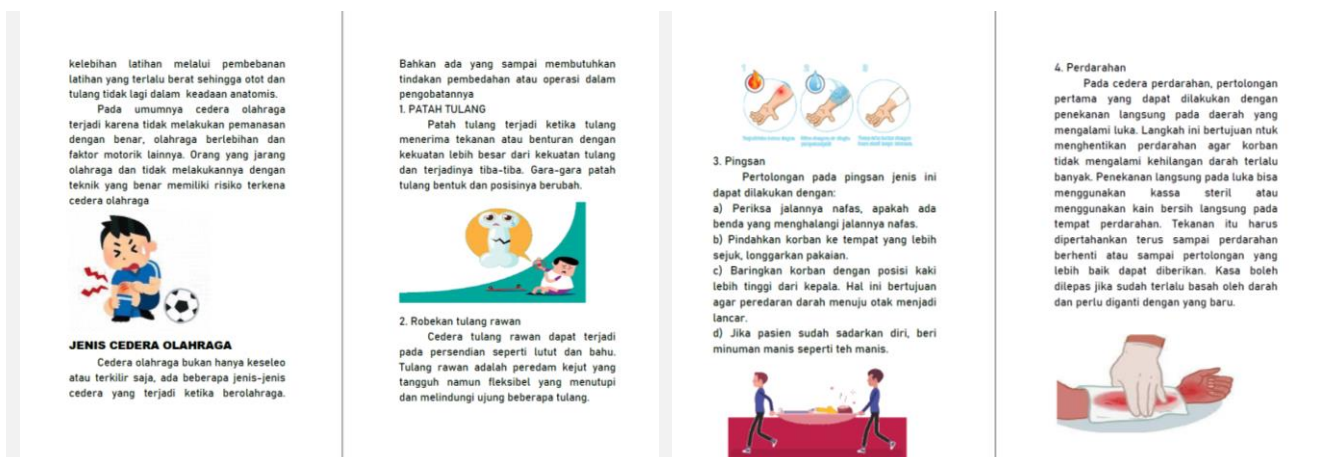 kelebihan latihan melalui pembebanan
latihan yang terlalu berat sehingga otot dan
tulang tidak lagi dalam keadaan anatomis.
Pada umumnya cedera olahraga
terjadi karena tidak melakukan pemanasan
dengan benar, olahraga berlebihan dan
faktor motorik lainnya. Orang yang jarang
olahraga dan tidak melakukannya dengan
teknik yang benar memiliki risiko terkena
cedera olahraga
JENIS CEDERA OLAHRAGA
Cedera olahraga bukan hanya keseleo
atau terkilir saja, ada beberapa jenis-jenis
cedera yang terjadi ketika berolahraga.
Bahkan ada yang sampai membutuhkan
tindakan pembedahan atau operasi dalam
pengobatannya
1. PATAH TULANG
Patah tulang terjadi ketika tulang
menerima tekanan atau benturan dengan
kekuatan lebih besar dari kekuatan tulang
dan terjadinya tiba-tiba. Gara-gara patah
tulang bentuk dan posisinya berubah.
2. Robekan tulang rawan
Cedera tulang rawan dapat terjadi
pada persendian seperti lutut dan bahu.
Tulang rawan adalah peredam kejut yang
tangguh namun fleksibel yang menutupi
dan melindungi ujung beberapa tulang.
1 2 3
3. Pingsan
Pertolongan pada pingsan jenis ini
dapat dilakukan dengan:
a) Periksa jalannya nafas, apakah ada
benda yang menghalangi jalannya nafas.
b) Pindahkan korban ke tempat yang lebih
sejuk, longgarkan pakaian.
c) Baringkan korban dengan posisi kaki
lebih tinggi dari kepala. Hal ini bertujuan
agar peredaran darah menuju otak menjadi
lancar.
d) Jika pasien sudah sadarkan diri, beri
minuman manis seperti teh manis.
4. Perdarahan
Pada cedera perdarahan, pertolongan
pertama yang dapat dilakukan dengan
penekanan langsung pada daerah yang
mengalami luka. Langkah ini bertujuan ntuk
menghentikan perdarahan agar korban
tidak mengalami kehilangan darah terlalu
banyak. Penekanan langsung pada luka bisa
menggunakan kassa steril atau
menggunakan kain bersih langsung pada
tempat perdarahan. Tekanan itu harus
dipertahankan terus sampai perdarahan
berhenti atau sampai pertolongan yang
lebih baik dapat diberikan. Kasa boleh
dilepas jika sudah terlalu basah oleh darah
dan perlu diganti dengan yang baru.